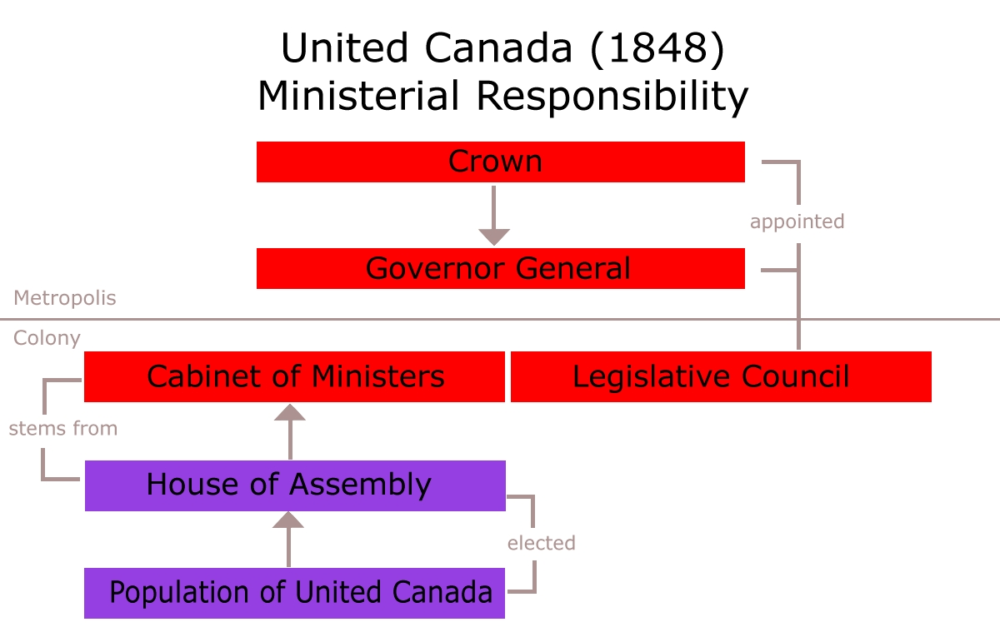 United Canada (1848)
Ministerial Responsibility
Crown
appointed
Governor General
Metropolis
Colony
Cabinet of Ministers
Legislative Council
stems from
House of Assembly
elected
Population of United Canada